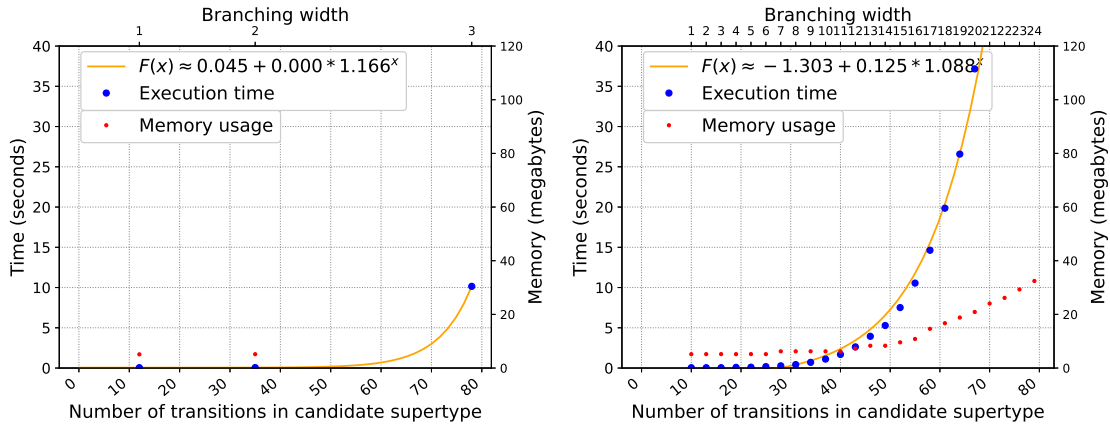 Branching width
1 2 3
40 35 30 25 20 15 10 5 0
Time (seconds)
F(x) ≈ 0.045 + 0.000 * 1.166^x
Execution time
Memory usage
120 100 80 60 40 20 0
Memory (megabytes)
0 10 20 30 40 50 60 70 80
Number of transitions in candidate supertype
Branching width
1 2 3 4 5 6 7 8 9 10 11 12 13 14 15 16 17 18 19 20 21 22 23 24
40 35 30 25 20 15 10 5 0
Time (seconds)
F(x) ≈ −1.303 + 0.125 * 1.088^x
Execution time
Memory usage
120 100 80 60 40 20 0
Memory (megabytes)
0 10 20 30 40 50 60 70 80
Number of transitions in candidate supertype